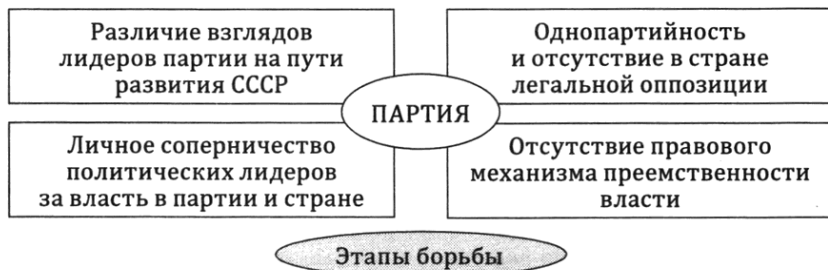 Различие взглядов
лидеров партии на пути
развития СССР
Однопартийность
и отсутствие в стране
легальной оппозиции
ПАРТИЯ
Личное соперничество
политических лидеров
за власть в партии и стране
Отсутствие правового
механизма преемственности
власти
Этапы борьбы